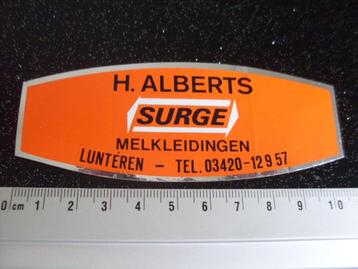 H. ALBERTS
SURGE
MELKLEIDINGEN
LUNTEREN - TEL. 03420-12957
0 cm 1 2 3 4 5 6 7 8 9 10